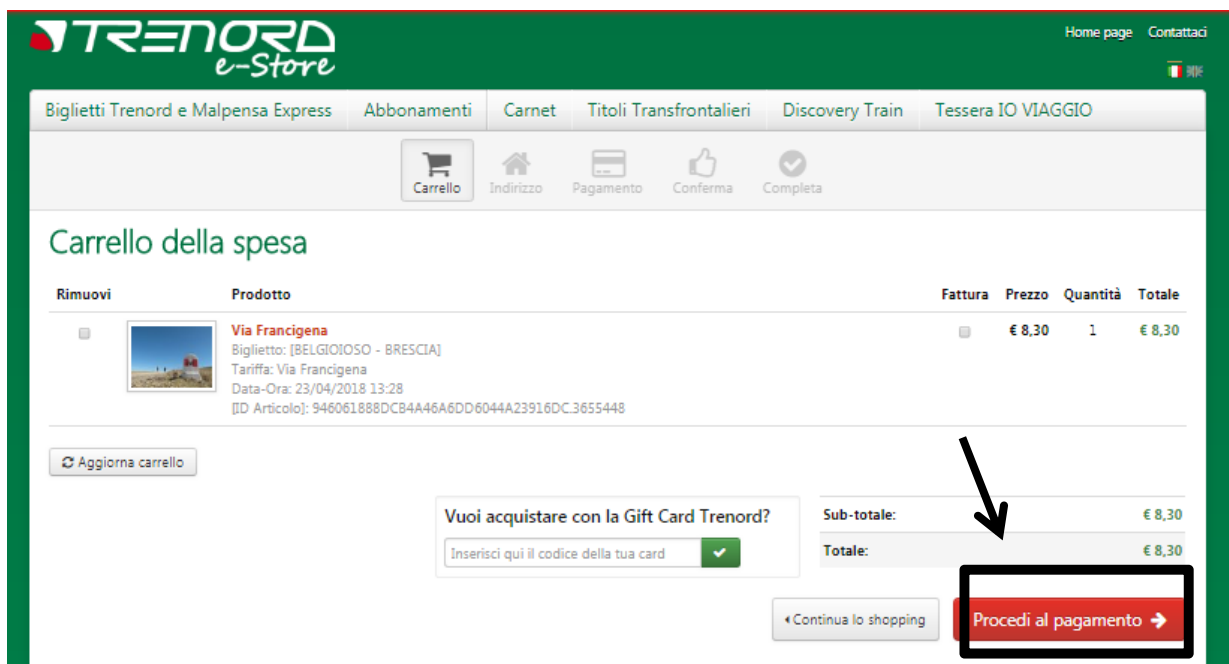 TRENORD
e-Store
Home page Contattaci
Biglietti Trenord e Malpensa Express Abbonamenti Carnet Titoli Transfrontalieri Discovery Train Tessera IO VIAGGIO
Carrello Indirizzo Pagamento Conferma Completa
Carrello della spesa
Rimuovi Prodotto Fattura Prezzo Quantità Totale
Via Francigena € 8,30 1 € 8,30
Biglietto: [BELGIOIOSO - BRESCIA]
Tariffa: Via Francigena
Data-Ora: 23/04/2018 13:28
[ID Articolo]: 946061888DCB4A46A6DD6044A23916DC.3655448
Aggiorna carrello
Vuoi acquistare con la Gift Card Trenord?
Inserisci qui il codice della tua card
Sub-totale: € 8,30
Totale: € 8,30
Continua lo shopping
Procedi al pagamento